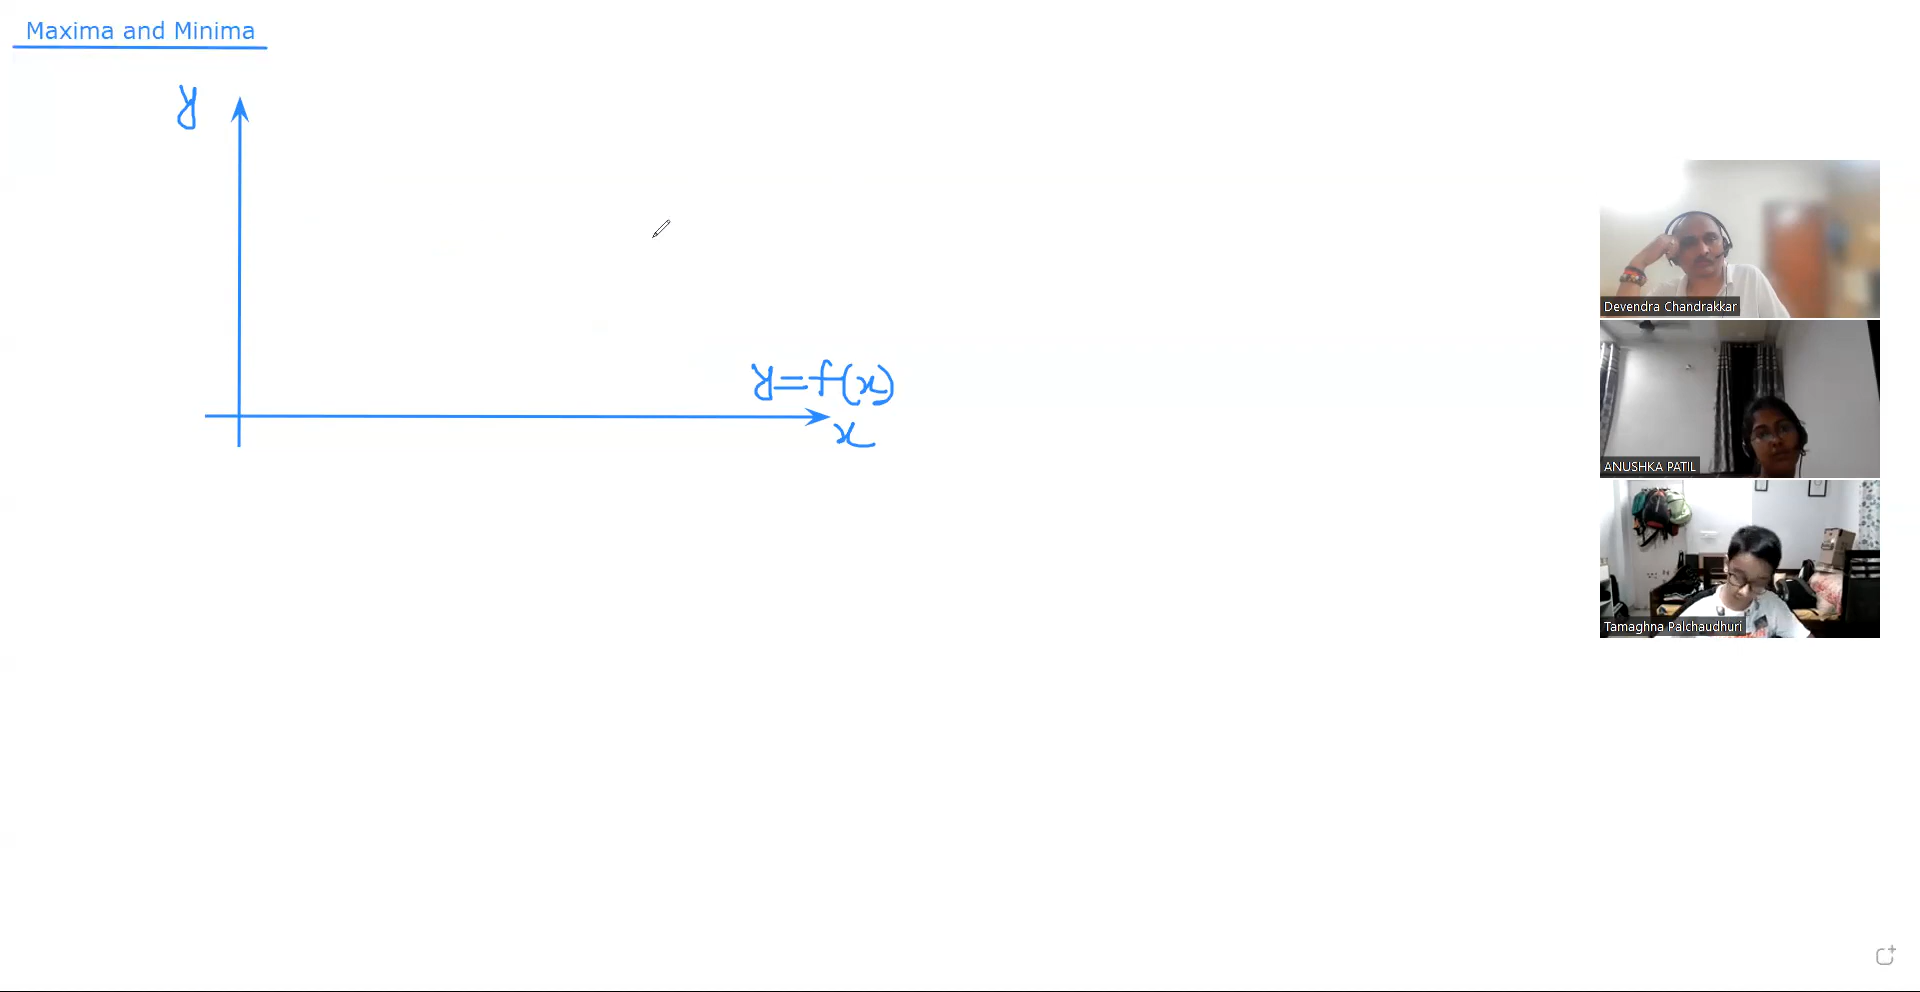 Maxima and Minima
y
y=f(x)
x
Devendra Chandrakkar
ANUSHKA PATIL
Tamaghna Palchaudhuri